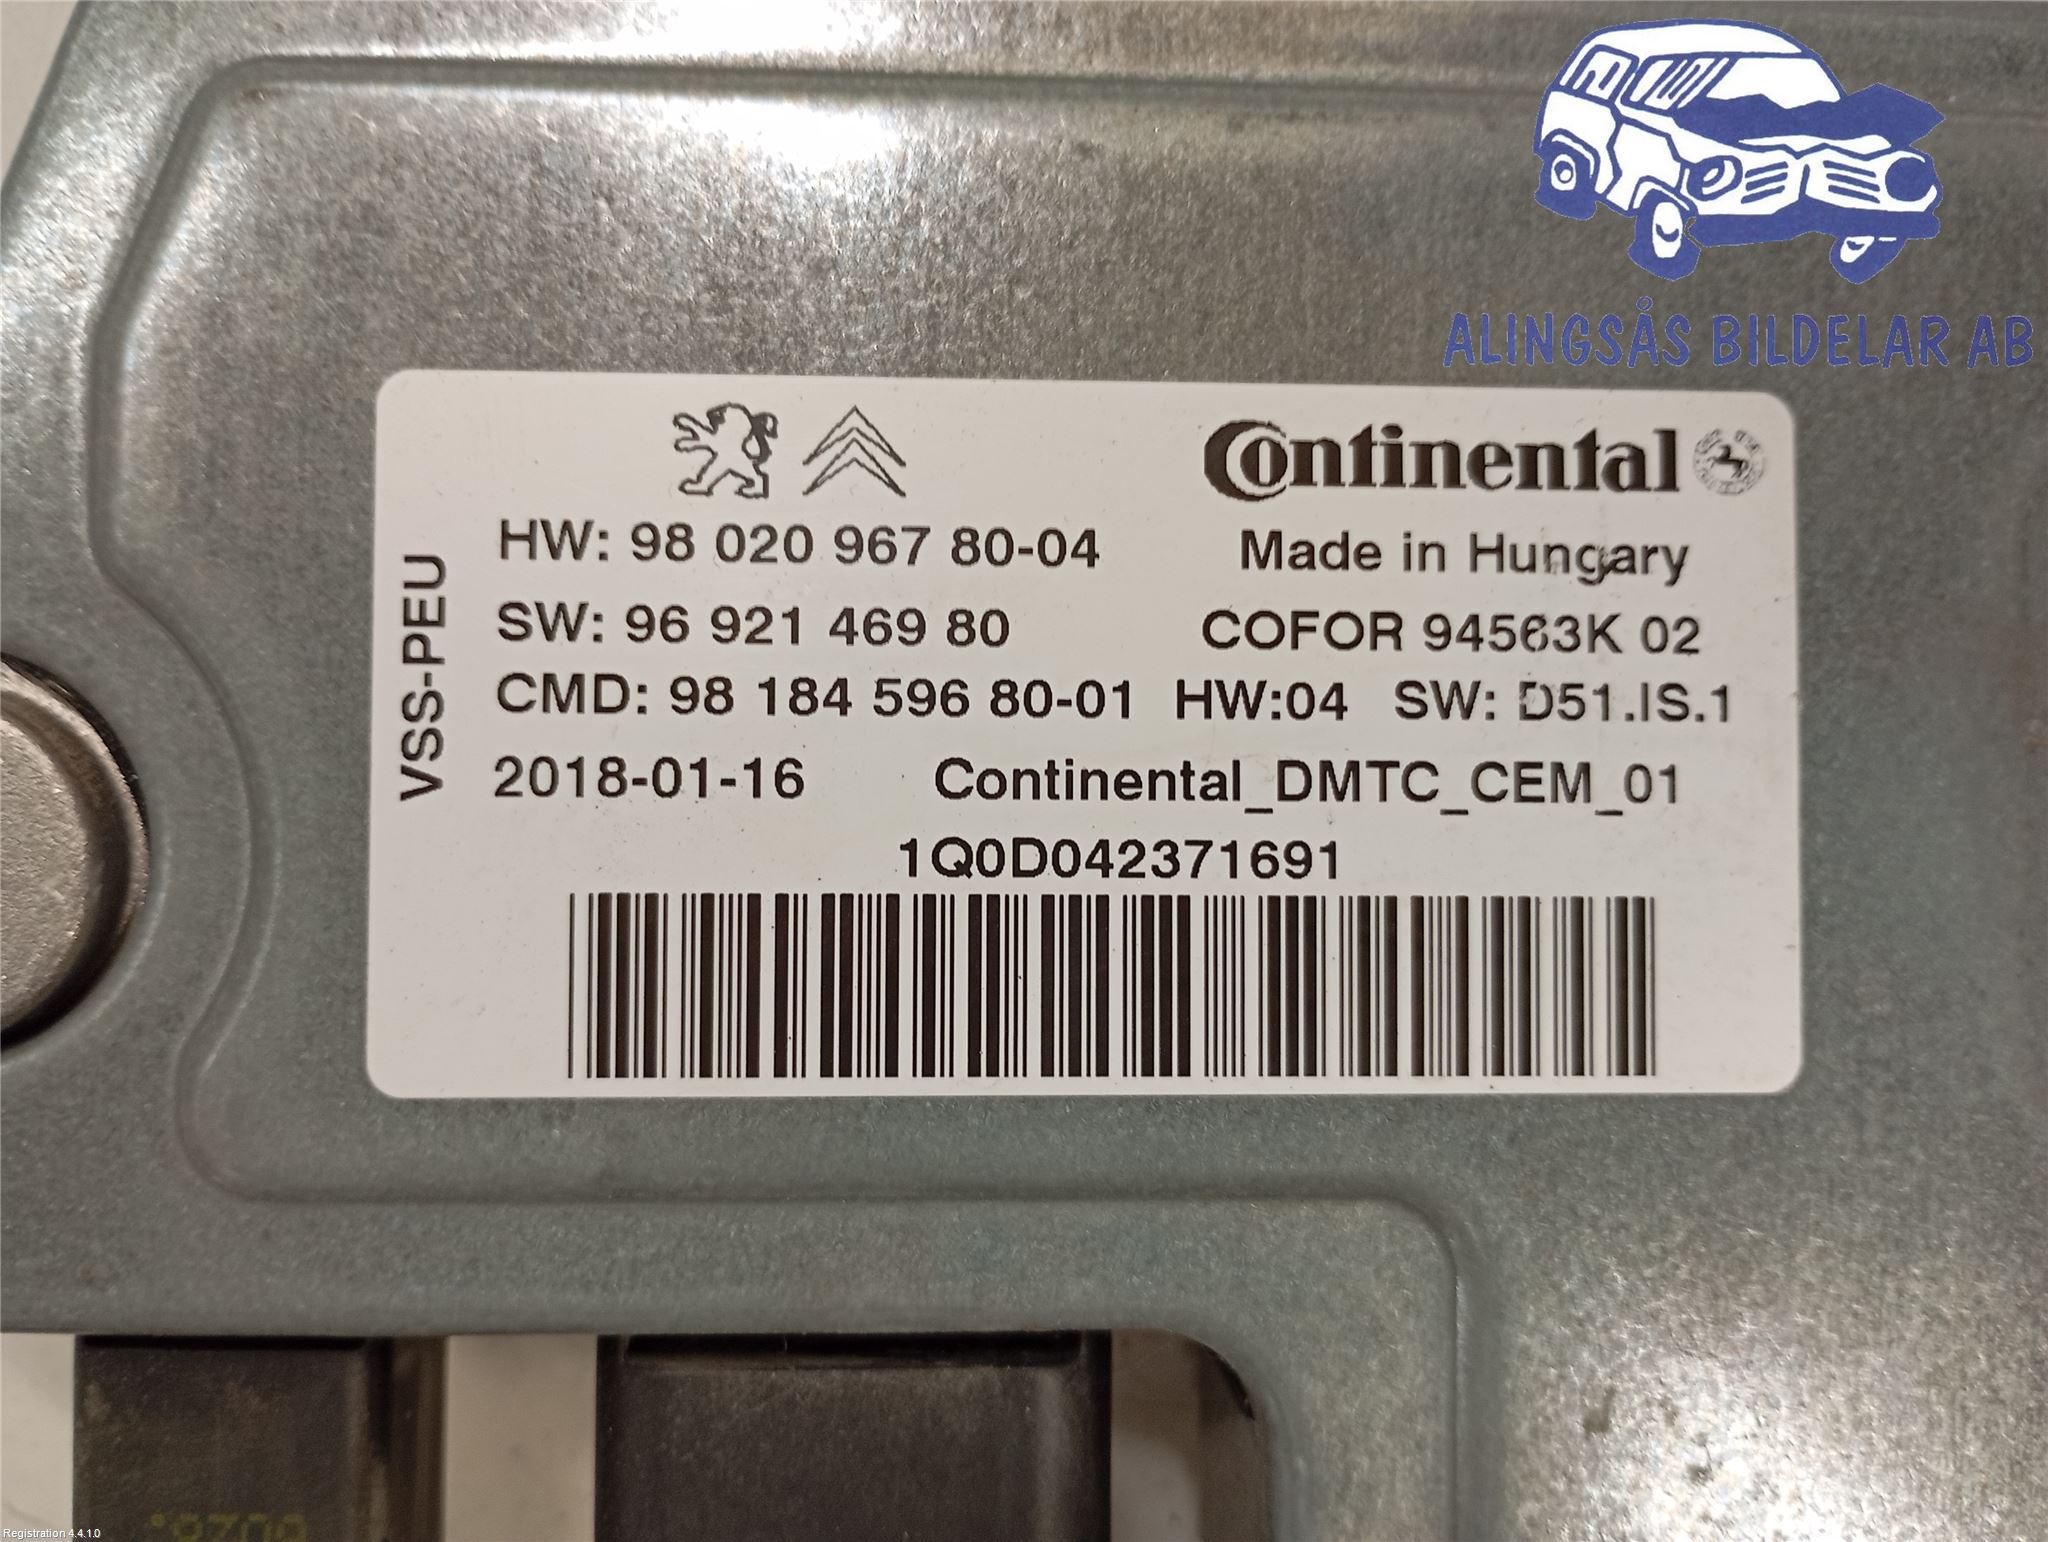 ALINGSÅS BILDELAR AB
Continental
HW: 98 020 967 80-04 Made in Hungary
SW: 96 921 469 80 COFOR 94563K 02
CMD: 98 184 596 80-01 HW:04 SW: D51.IS.1
2018-01-16 Continental_DMTC_CEM_01
1Q0D042371691
VSS-PEU
Registration 4.4.1.0